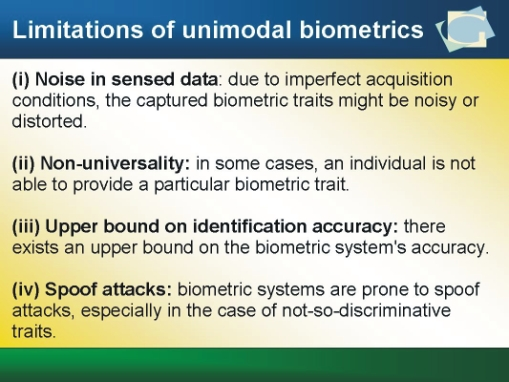 Limitations of unimodal biometrics
(i) Noise in sensed data: due to imperfect acquisition
conditions, the captured biometric traits might be noisy or
distorted.
(ii) Non-universality: in some cases, an individual is not
able to provide a particular biometric trait.
(iii) Upper bound on identification accuracy: there
exists an upper bound on the biometric system's accuracy.
(iv) Spoof attacks: biometric systems are prone to spoof
attacks, especially in the case of not-so-discriminative
traits.